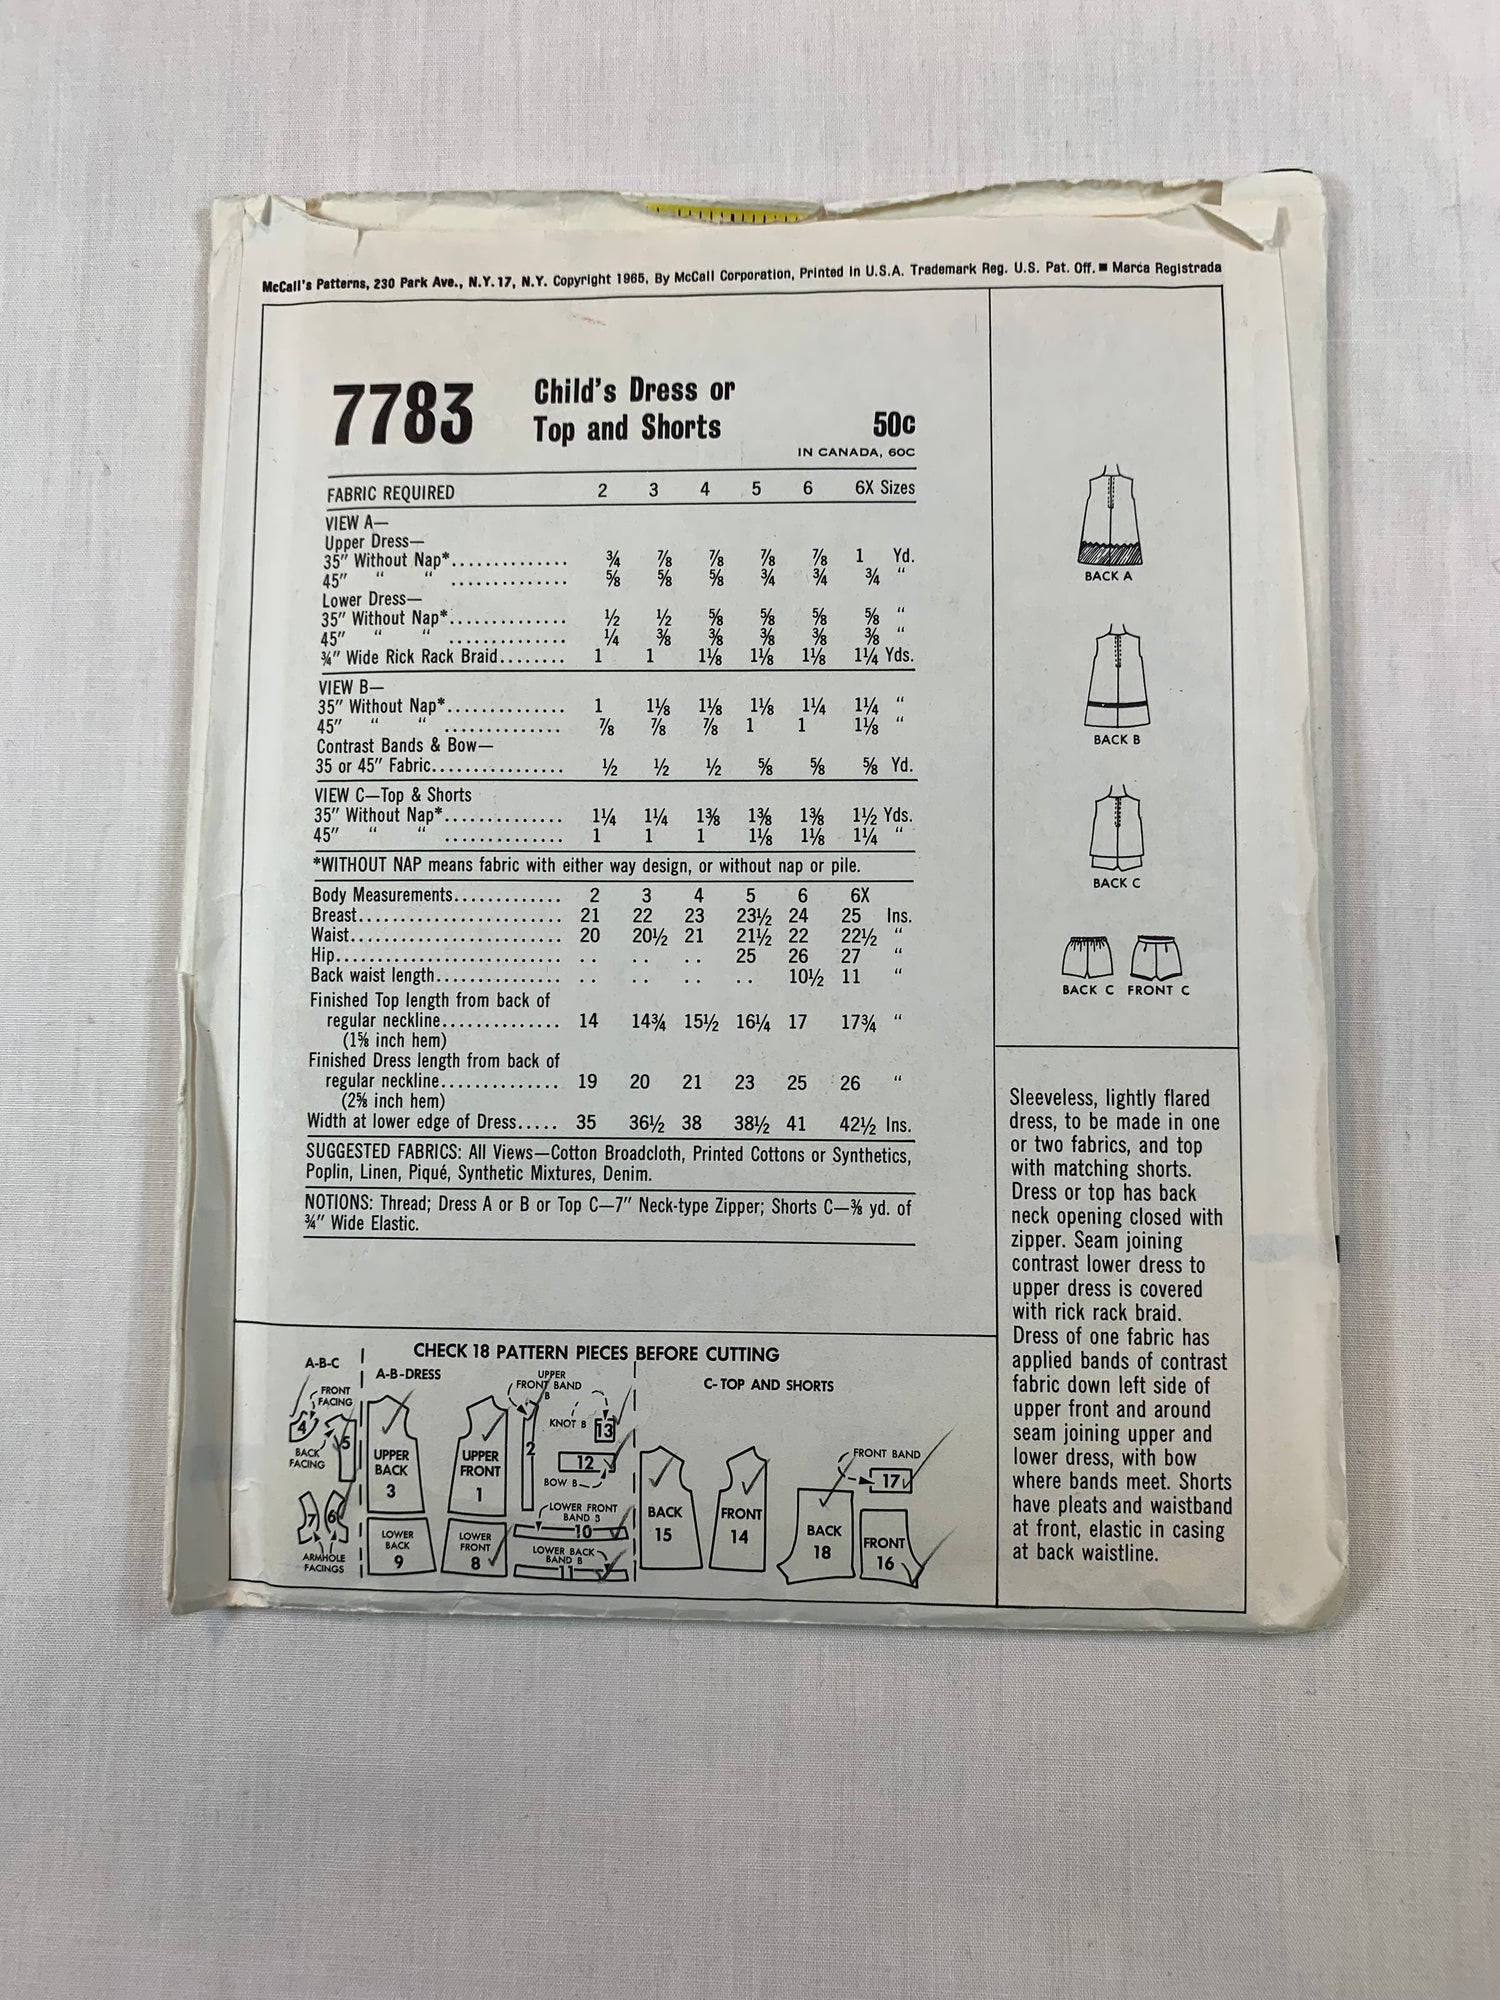 McCall's Patterns, 230 Park Ave., N.Y. 17, N.Y. Copyright 1965, By McCall Corporation, Printed in U.S.A. Trademark Reg. U.S. Pat. Off. ■ Marca Registrada
7783
Child's Dress or
Top and Shorts
50c
IN CANADA, 60C
FABRIC REQUIRED 2 3 4 5 6 6X Sizes
VIEW A—
Upper Dress—
35" Without Nap*.............. ¾ ⅞ ⅞ ⅞ ⅞ 1 Yd.
45" " " .............. ⅝ ⅝ ⅝ ¾ ¾ ¾ "
Lower Dress—
35" Without Nap*.............. ½ ½ ⅝ ⅝ ⅝ ⅝ "
45" " " .............. ¼ ⅜ ⅜ ⅜ ⅜ ⅜ "
¾" Wide Rick Rack Braid........ 1 1 1⅛ 1⅛ 1⅛ 1¼ Yds.
VIEW B—
35" Without Nap*.............. 1 1⅛ 1⅛ 1⅛ 1¼ 1¼ "
45" " " .............. ⅞ ⅞ ⅞ 1 1 1⅛ "
Contrast Bands & Bow—
35 or 45" Fabric................ ½ ½ ½ ⅝ ⅝ ⅝ Yd.
VIEW C—Top & Shorts
35" Without Nap*.............. 1¼ 1¼ 1⅜ 1⅜ 1⅜ 1½ Yds.
45" " " .............. 1 1 1 1⅛ 1⅛ 1¼ "
*WITHOUT NAP means fabric with either way design, or without nap or pile.
Body Measurements............. 2 3 4 5 6 6X
Breast........................ 21 22 23 23½ 24 25 Ins.
Waist......................... 20 20½ 21 21½ 22 22½ "
Hip........................... .. .. .. 25 26 27 "
Back waist length............... .. .. .. .. 10½ 11 "
Finished Top length from back of
regular neckline.............. 14 14¾ 15½ 16¼ 17 17¾ "
(1⅝ inch hem)
Finished Dress length from back of
regular neckline.............. 19 20 21 23 25 26 "
(2⅝ inch hem)
Width at lower edge of Dress..... 35 36½ 38 38½ 41 42½ Ins.
SUGGESTED FABRICS: All Views—Cotton Broadcloth, Printed Cottons or Synthetics,
Poplin, Linen, Piqué, Synthetic Mixtures, Denim.
NOTIONS: Thread; Dress A or B or Top C—7" Neck-type Zipper; Shorts C—⅜ yd. of
¾" Wide Elastic.
BACK A
BACK B
BACK C
BACK C FRONT C
Sleeveless, lightly flared
dress, to be made in one
or two fabrics, and top
with matching shorts.
Dress or top has back
neck opening closed with
zipper. Seam joining
contrast lower dress to
upper dress is covered
with rick rack braid.
Dress of one fabric has
applied bands of contrast
fabric down left side of
upper front and around
seam joining upper and
lower dress, with bow
where bands meet. Shorts
have pleats and waistband
at front, elastic in casing
at back waistline.
CHECK 18 PATTERN PIECES BEFORE CUTTING
A-B-C
FRONT
FACING
4
5
BACK
FACING
7
6
ARMHOLE
FACINGS
A-B-DRESS
UPPER
BACK
3
LOWER
BACK
9
UPPER
FRONT
1
LOWER
FRONT
8
UPPER
FRONT BAND
B
2
KNOT B
13
12
BOW B
LOWER FRONT
BAND B
10
LOWER BACK
BAND B
11
C-TOP AND SHORTS
BACK
15
FRONT
14
FRONT BAND
17
BACK
18
FRONT
16